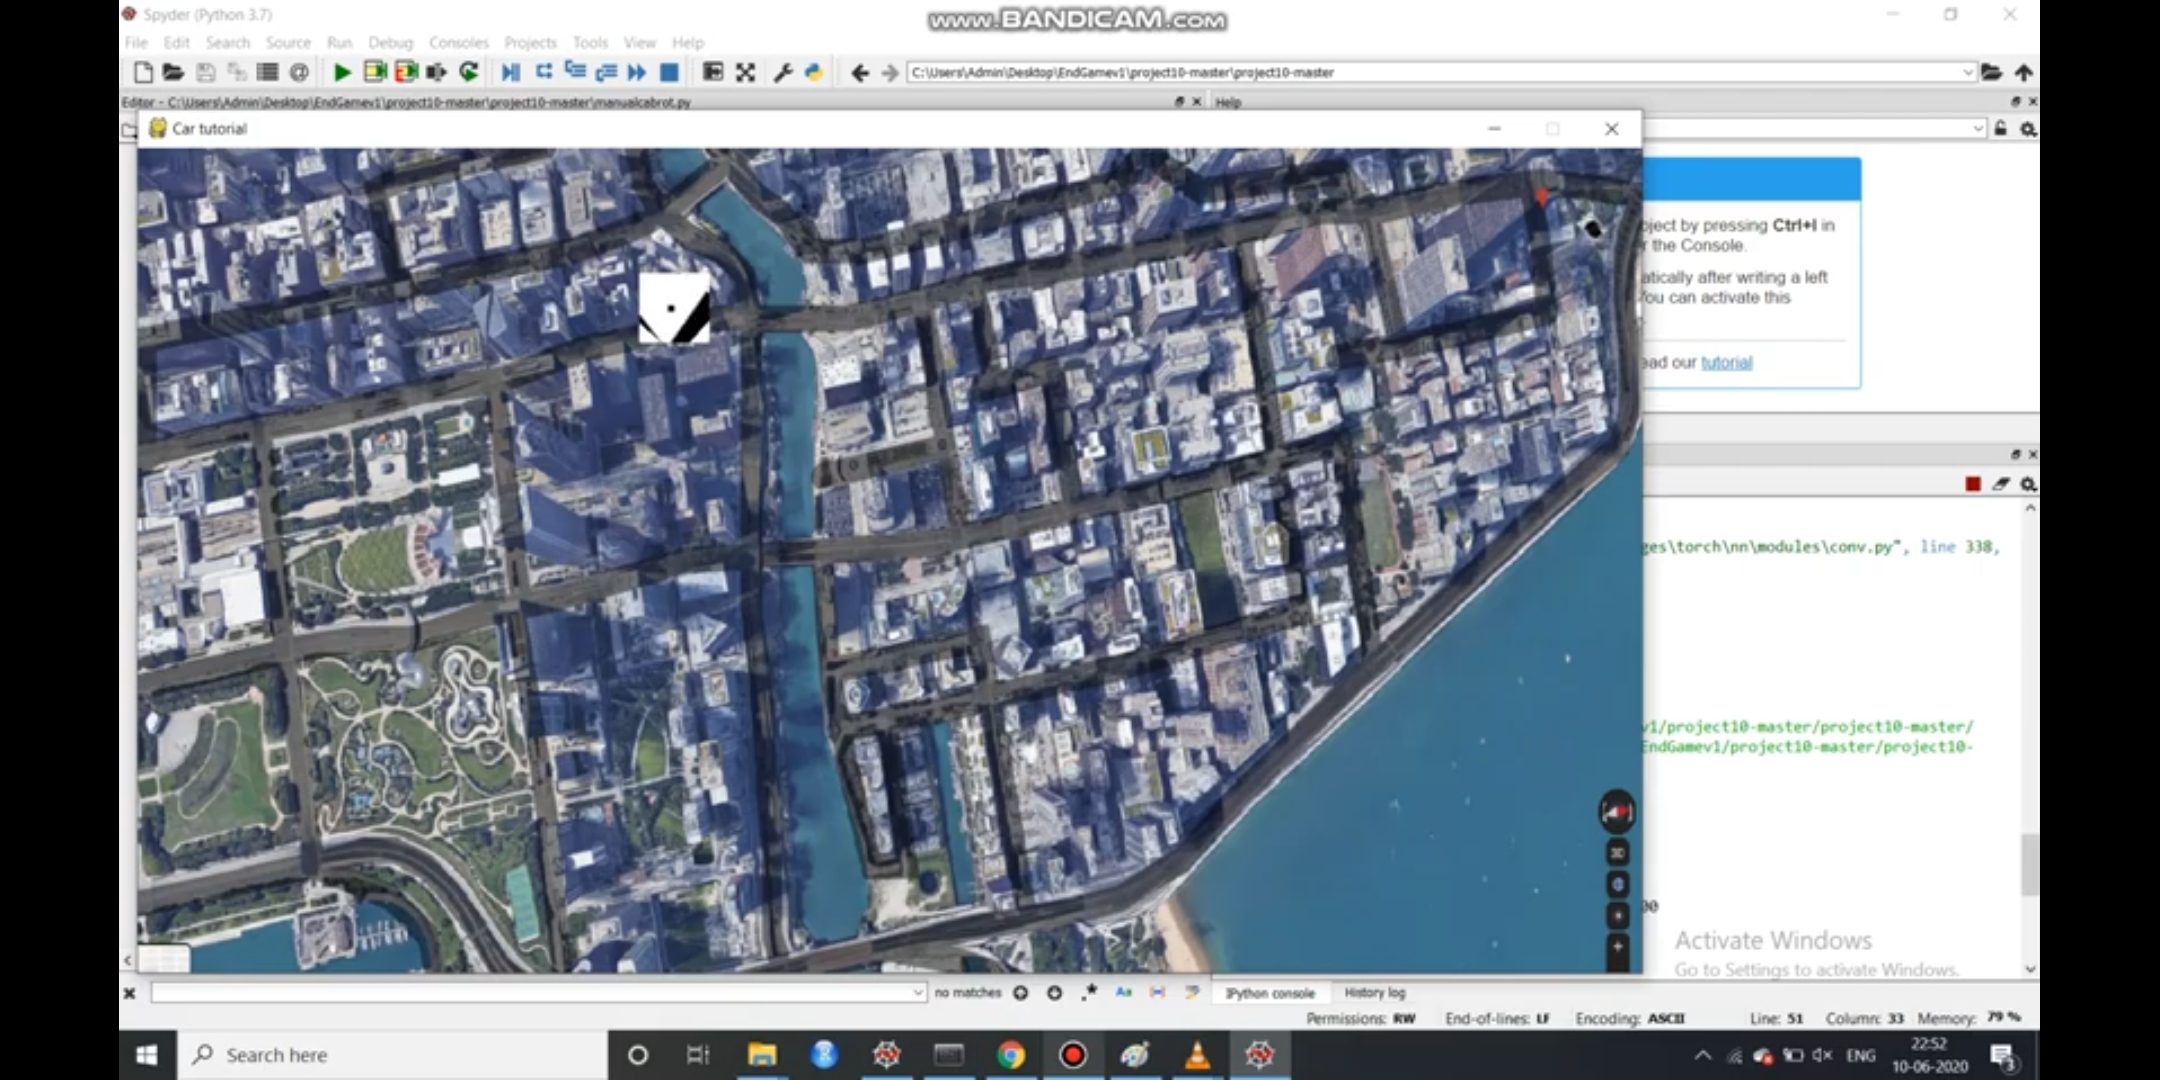 Spyder (Python 3.7)
www.BANDICAM.com
File Edit Search Source Run Debug Consoles Projects Tools View Help
C:\Users\Admin\Desktop\EndGamev1\project10-master\project10-master
Editor - C:\Users\Admin\Desktop\EndGamev1\project10-master\project10-master\manualcabrot.py
Help
Car tutorial
oject by pressing Ctrl+I in
r the Console.
atically after writing a left
You can activate this
ead our tutorial
ges\torch\nn\modules\conv.py", line 338,
v1/project10-master/project10-master/
EndGamev1/project10-master/project10-
00
Activate Windows
Go to Settings to activate Windows.
no matches
Aa
IPython console History log
Permissions: RW End-of-lines: LF Encoding: ASCII Line: 51 Column: 33 Memory: 79 %
Search here
ENG
22:52
10-06-2020
3